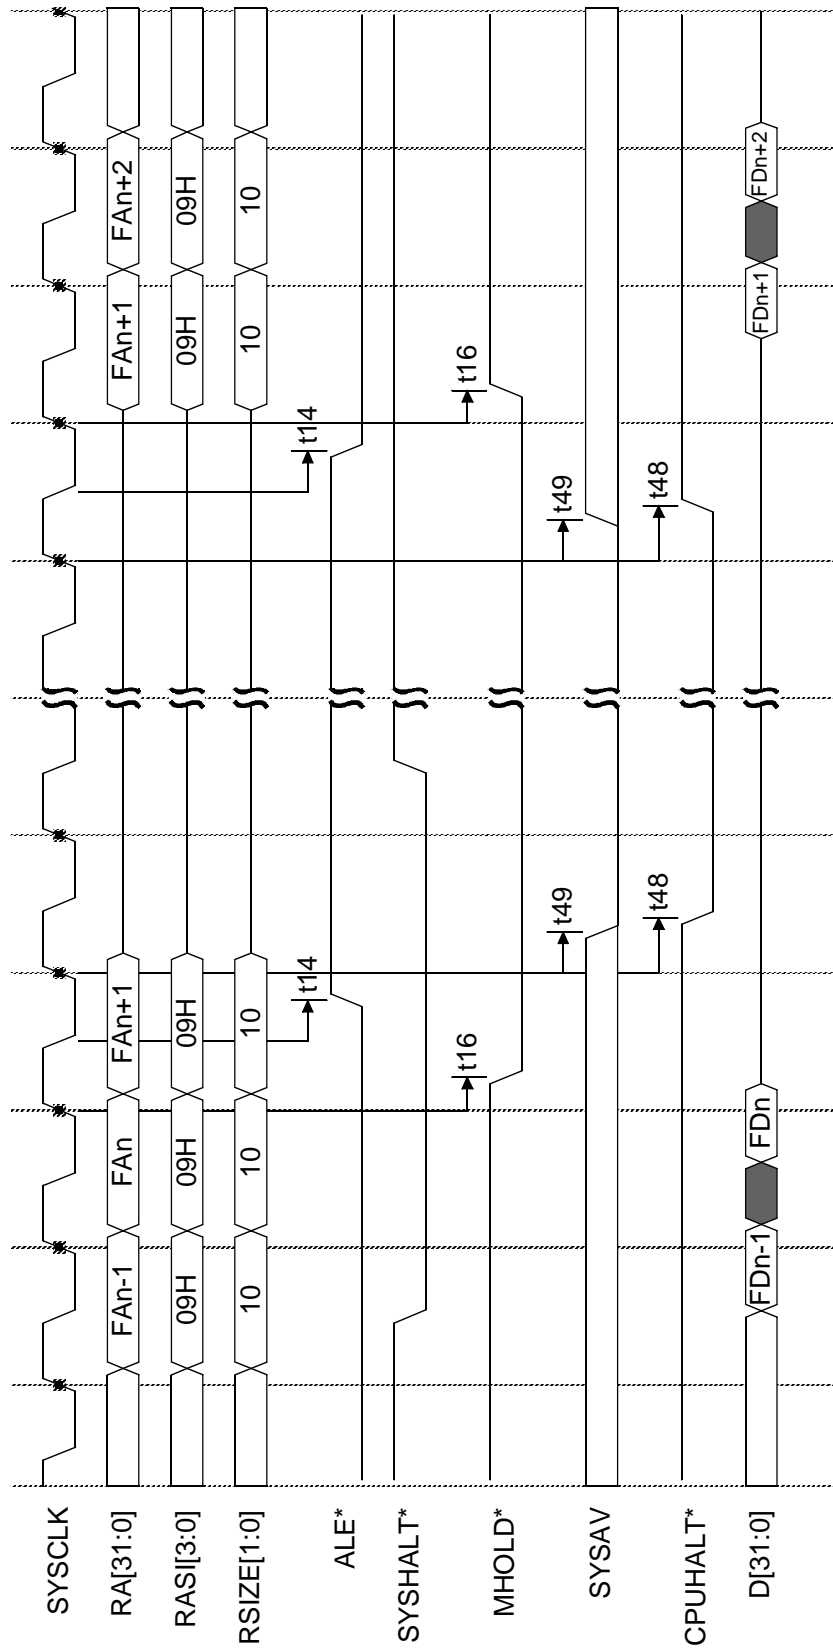 SYSCLK
RA[31:0] FAn-1 FAn FAn+1 FAn+1 FAn+2
RASI[3:0] 09H 09H 09H 09H 09H
RSIZE[1:0] 10 10 10 10 10
t14 t14
ALE*
SYSHALT*
t16 t16
MHOLD*
t49 t49
SYSAV
t48 t48
CPUHALT*
D[31:0] FDn-1 FDn FDn+1 FDn+2